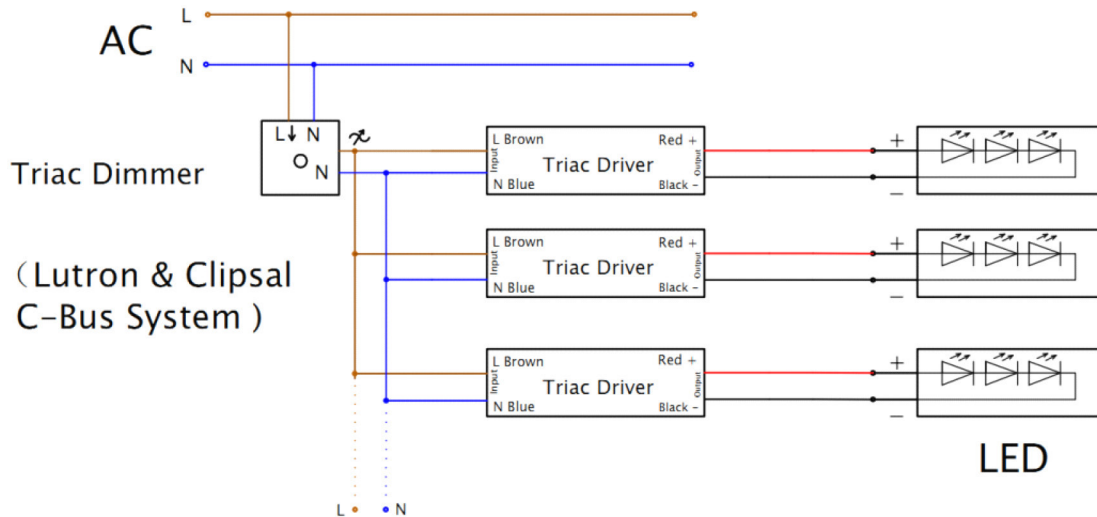 L
AC
N
L N
N
Triac Dimmer
(Lutron & Clipsal
C-Bus System )
L Brown
Input
N Blue
Triac Driver
Red +
Output
Black -
+
-
L Brown
Input
N Blue
Triac Driver
Red +
Output
Black -
+
-
L Brown
Input
N Blue
Triac Driver
Red +
Output
Black -
+
-
LED
L
N